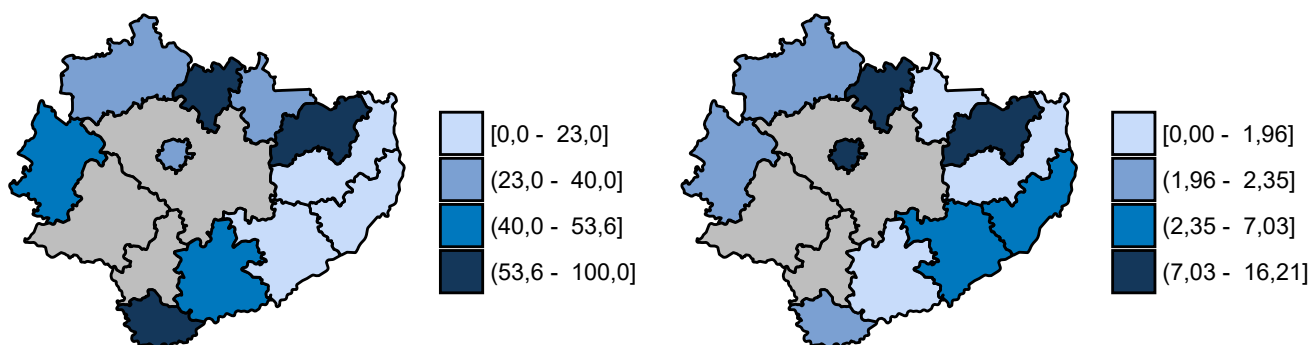 [0,0 - 23,0]
(23,0 - 40,0]
(40,0 - 53,6]
(53,6 - 100,0]
[0,00 - 1,96]
(1,96 - 2,35]
(2,35 - 7,03]
(7,03 - 16,21]